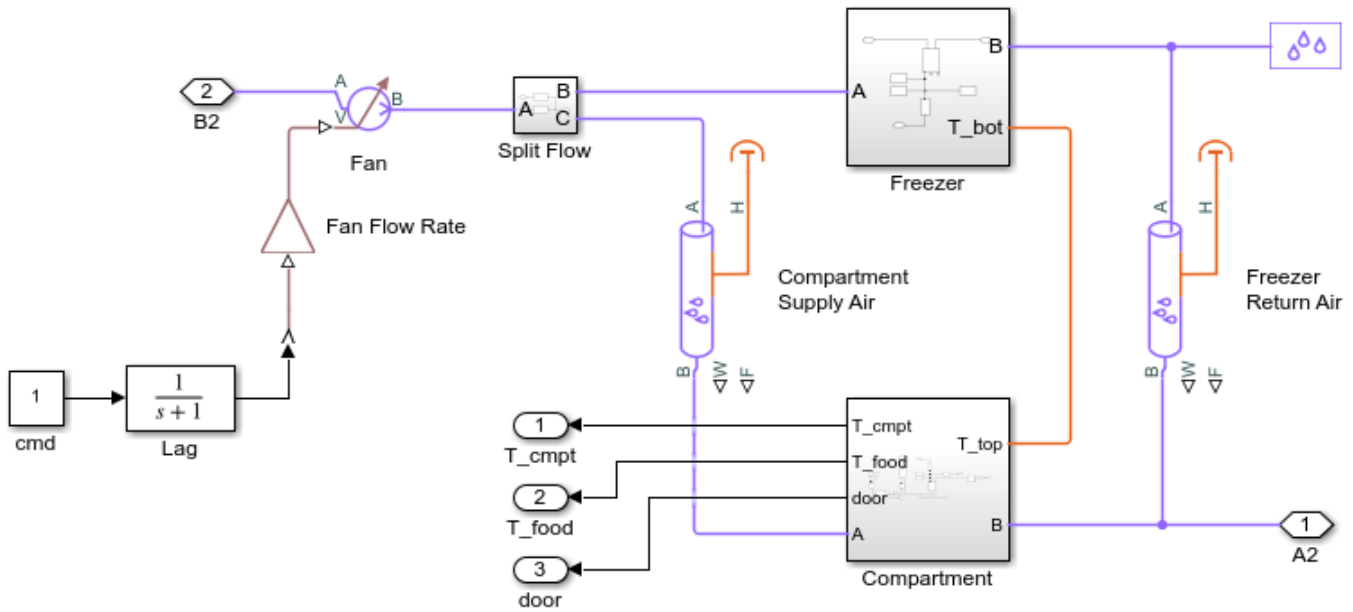 2
B2
A
V
B
Fan
A
B
C
Split Flow
A
B
T_bot
Freezer
Fan Flow Rate
A
H
B
W
F
Compartment
Supply Air
A
H
B
W
F
Freezer
Return Air
1
cmd
1
s + 1
Lag
1
T_cmpt
2
T_food
3
door
T_cmpt
T_food
door
A
T_top
B
Compartment
1
A2